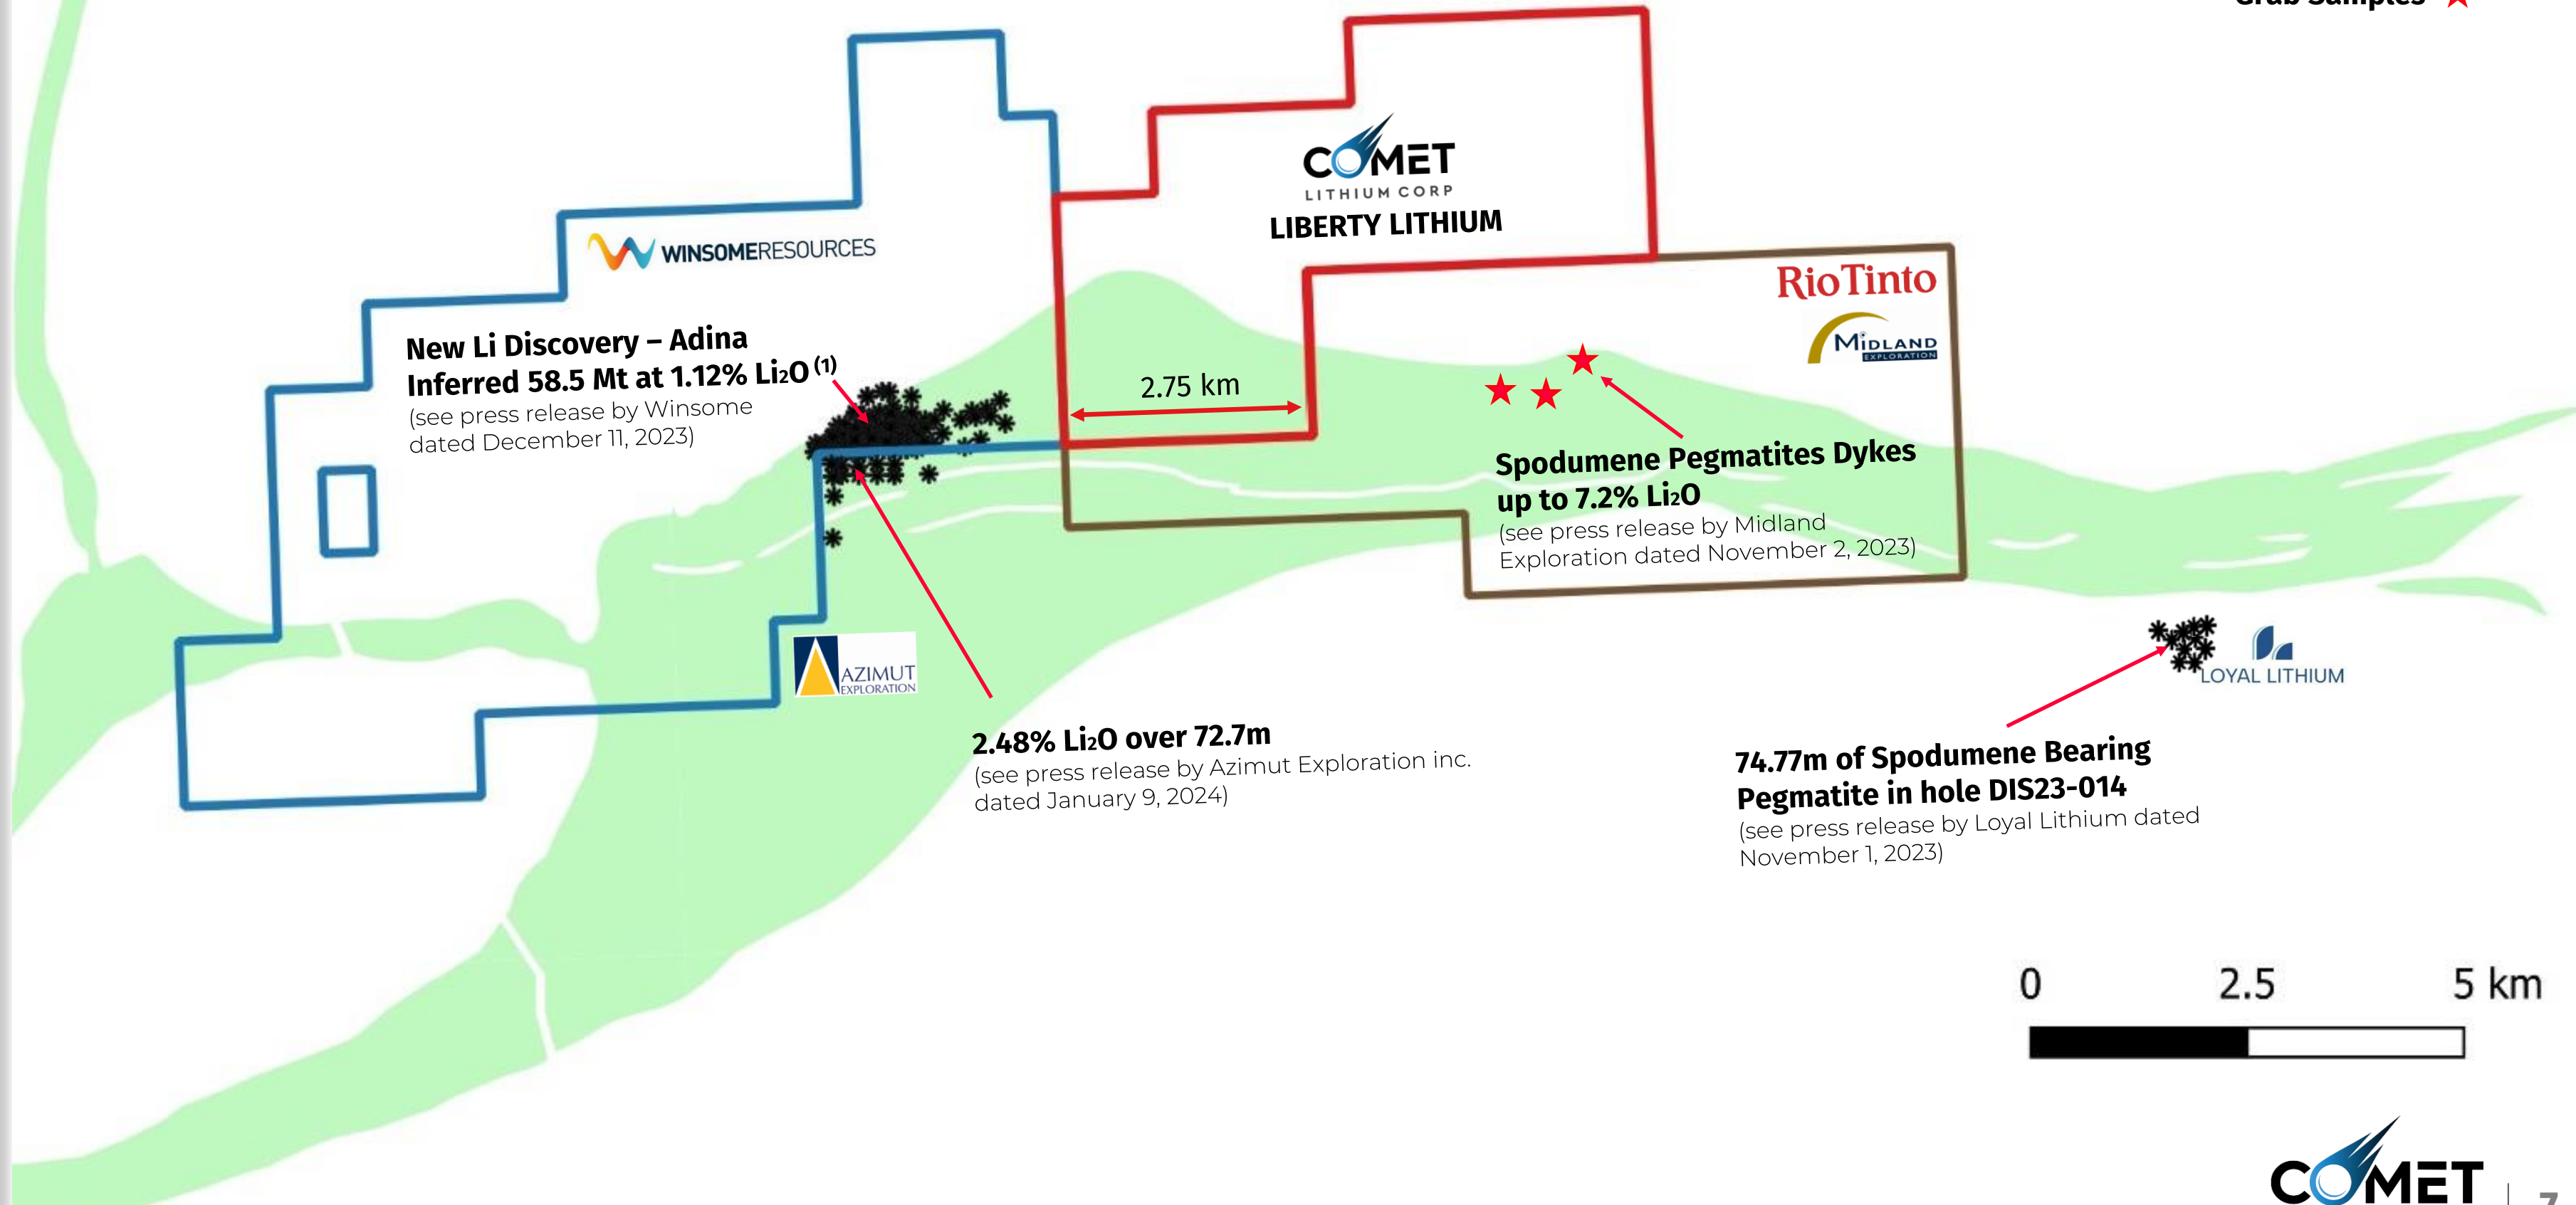 Grab Samples
COMET
LITHIUM CORP
LIBERTY LITHIUM
WINSOMERESOURCES
RioTinto
MIDLAND
EXPLORATION
New Li Discovery – Adina
Inferred 58.5 Mt at 1.12% Li₂O (1)
(see press release by Winsome
dated December 11, 2023)
2.75 km
Spodumene Pegmatites Dykes
up to 7.2% Li₂O
(see press release by Midland
Exploration dated November 2, 2023)
AZIMUT
EXPLORATION
LOYAL LITHIUM
2.48% Li₂O over 72.7m
(see press release by Azimut Exploration inc.
dated January 9, 2024)
74.77m of Spodumene Bearing
Pegmatite in hole DIS23-014
(see press release by Loyal Lithium dated
November 1, 2023)
0 2.5 5 km
COMET
7